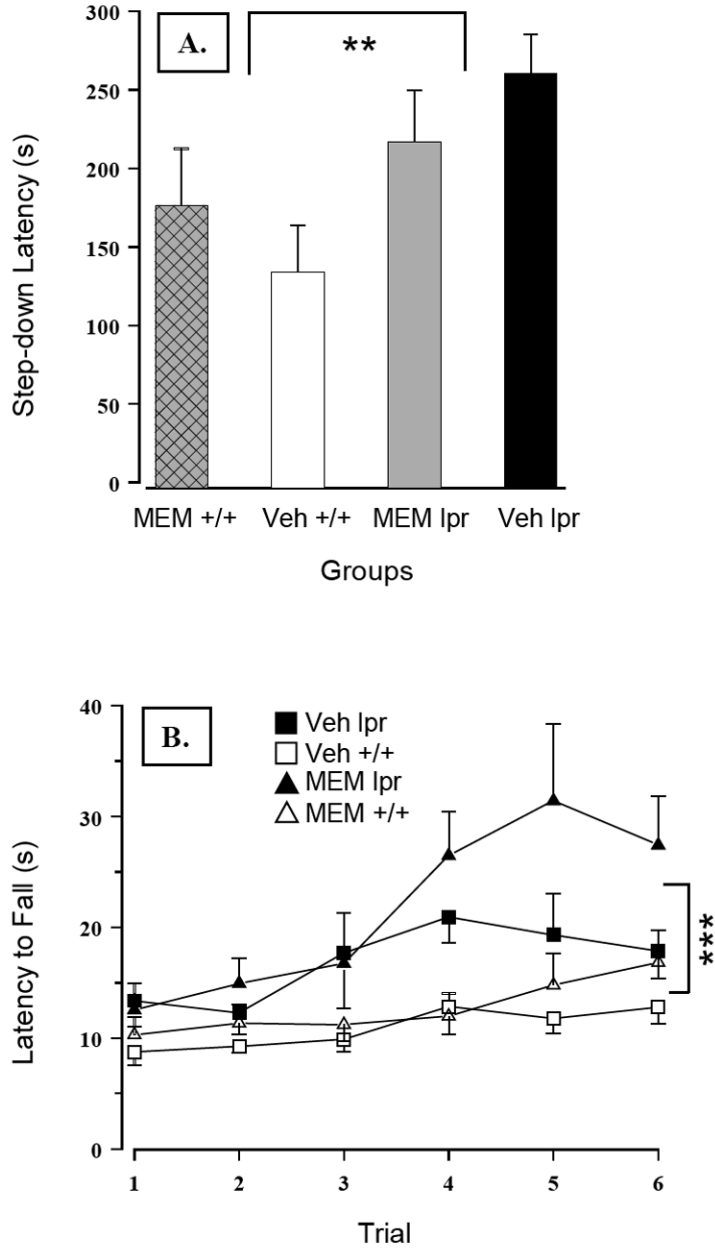 A.
**
300
250
200
150
100
50
0
Step-down Latency (s)
MEM +/+ Veh +/+ MEM lpr Veh lpr
Groups
B.
Veh lpr
Veh +/+
MEM lpr
MEM +/+
40
30
20
10
0
Latency to Fall (s)
***
1 2 3 4 5 6
Trial